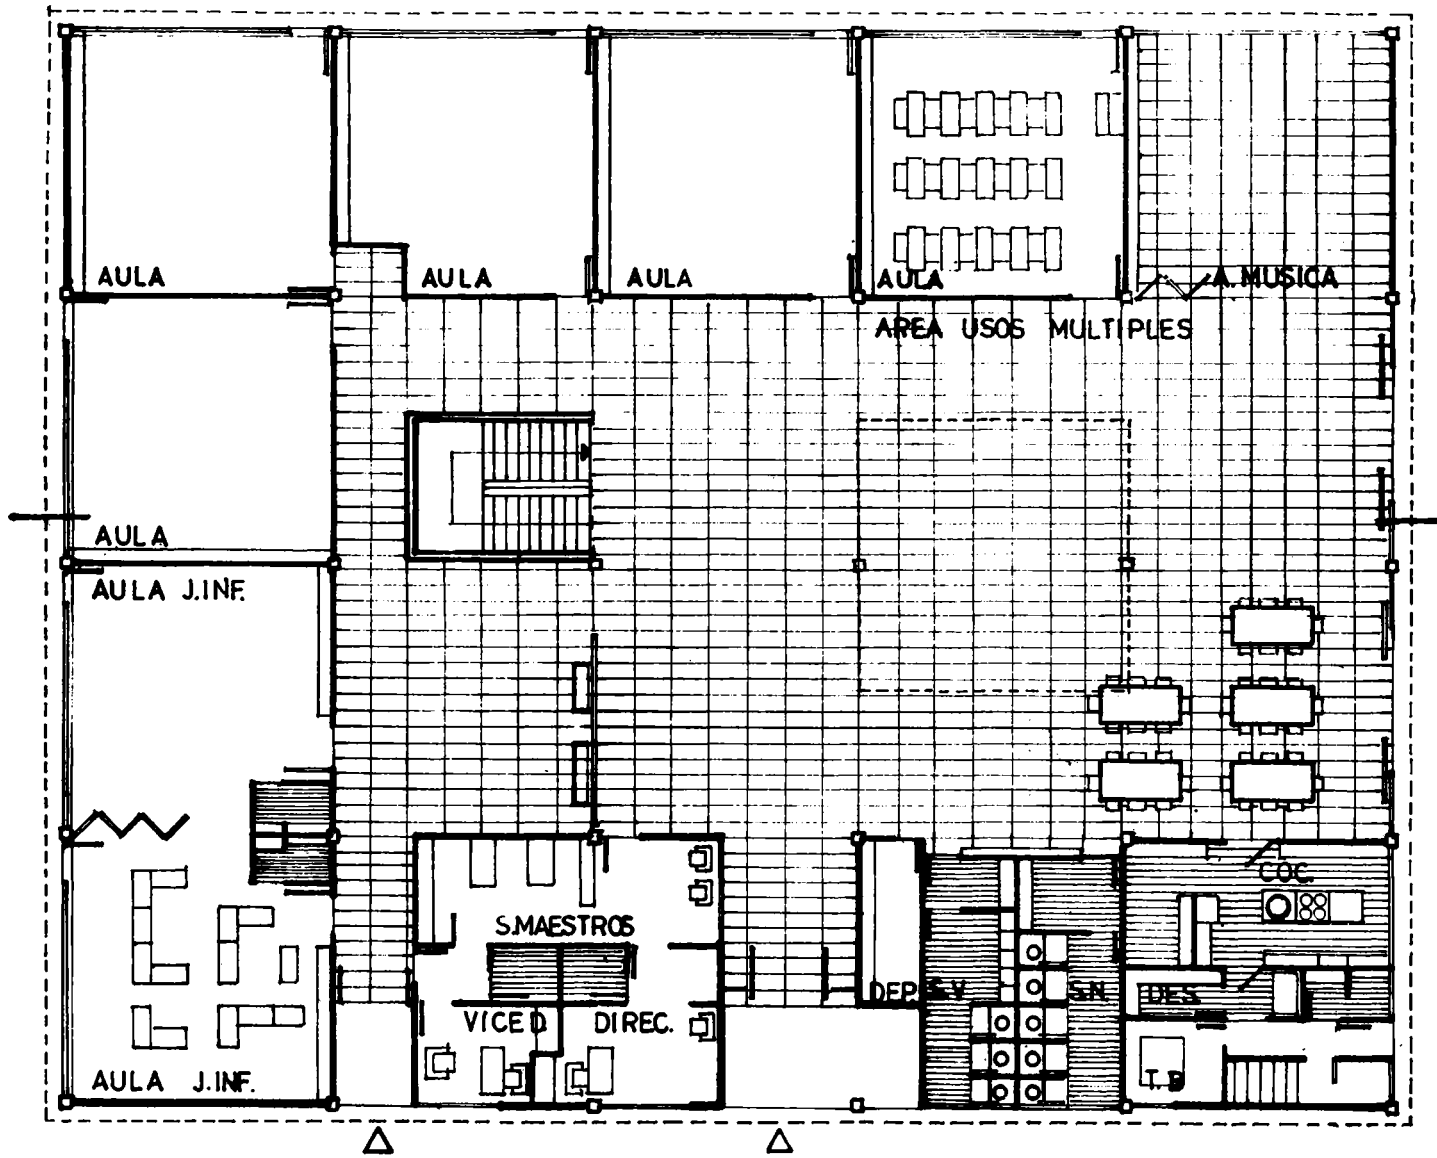 AULA
AULA
AULA
AULA
A. MUSICA
AREA USOS MULTIPLES
AULA
AULA J.INF.
COC.
S.MAESTROS
DEP.
S.V.
S.N.
DES.
VICE D.
DIREC.
AULA J.INF.
T.B